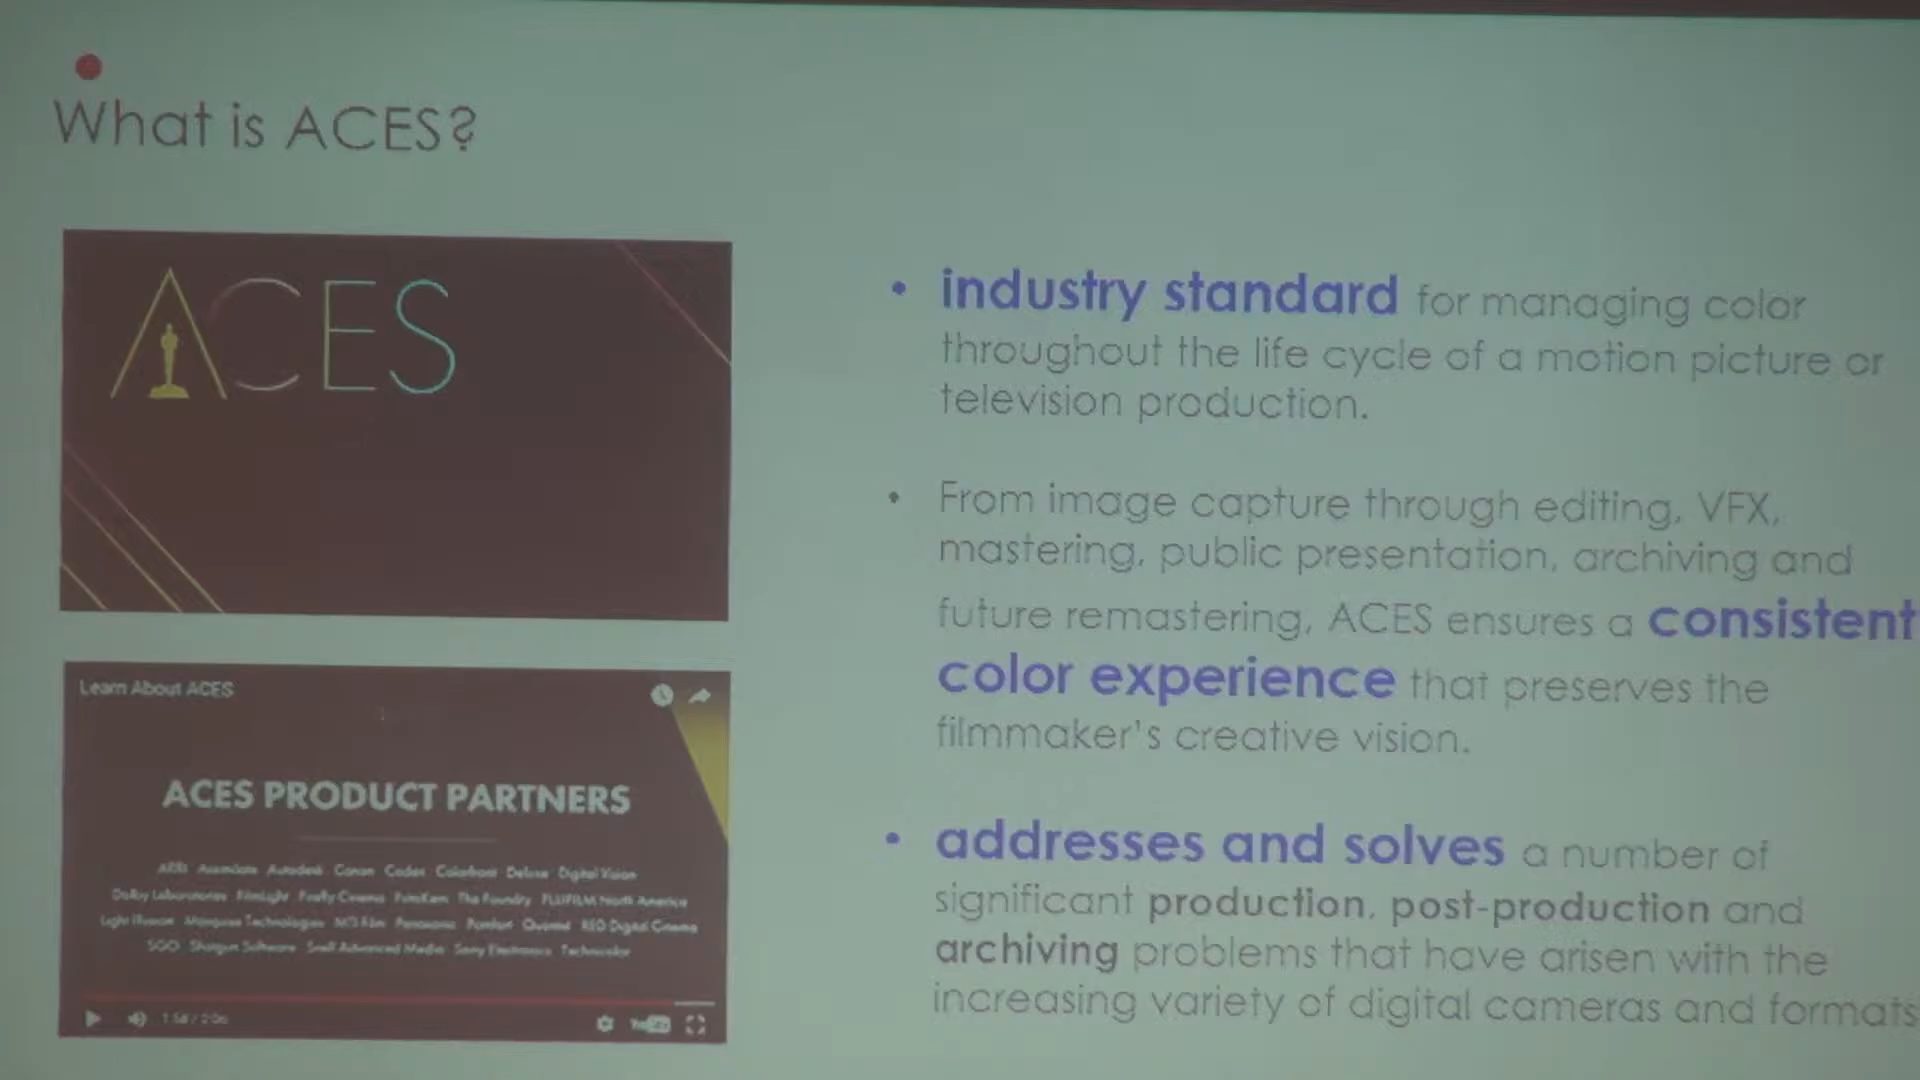 What is ACES?
ACES
industry standard for managing color
throughout the life cycle of a motion picture or
television production.
From image capture through editing, VFX,
mastering, public presentation, archiving and
future remastering, ACES ensures a consistent
color experience that preserves the
filmmaker's creative vision.
addresses and solves a number of
significant production, post-production and
archiving problems that have arisen with the
increasing variety of digital cameras and formats
Learn About ACES
ACES PRODUCT PARTNERS
ARRI Assimilate Autodesk Canon Codex Colorfront Deluxe Digital Vision
Dolby Laboratories FilmLight Firefly Cinema The Foundry FUJIFILM North America
Light Illusion Marquise Technologies MTI Film Panasonic Pomfort Quantel RED Digital Cinema
SGO Shotgun Software Snell Advanced Media Sony Electronics Technicolor
YouTube